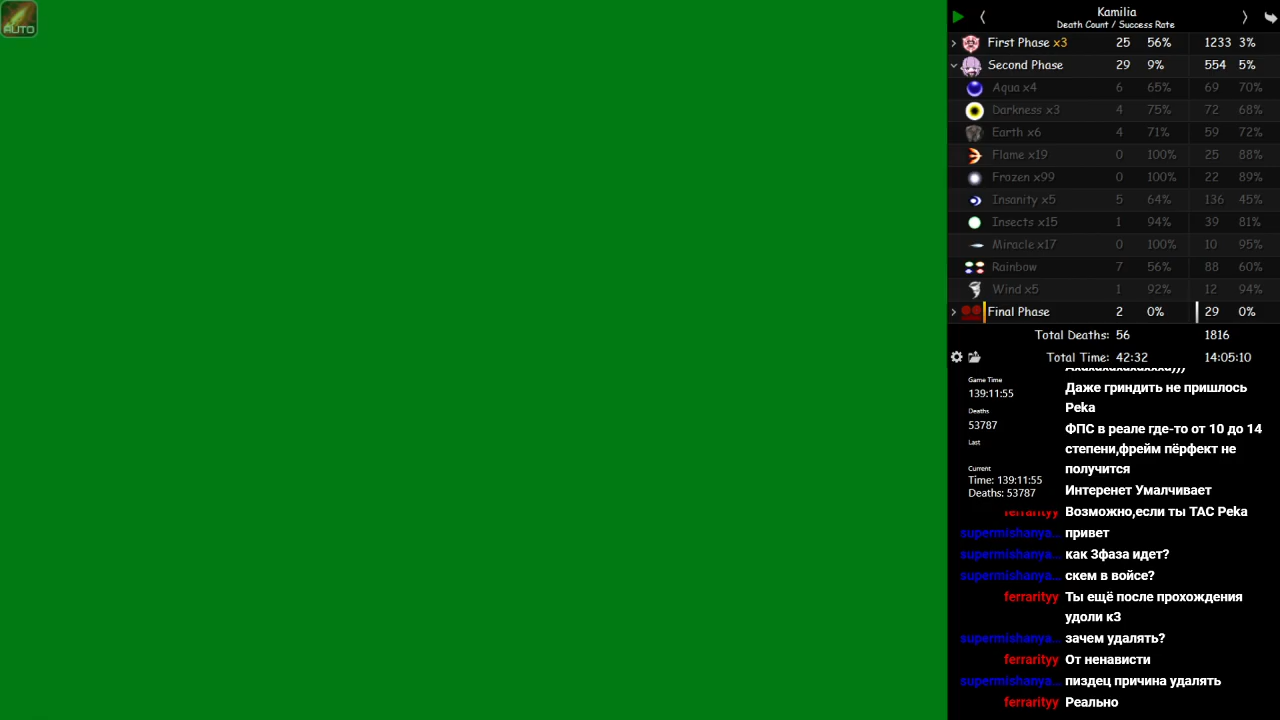 AUTO
Kamilia
Death Count / Success Rate
First Phase x3 25 56% 1233 3%
Second Phase 29 9% 554 5%
Aqua x4 6 65% 69 70%
Darkness x3 4 75% 72 68%
Earth x6 4 71% 59 72%
Flame x19 0 100% 25 88%
Frozen x99 0 100% 22 89%
Insanity x5 5 64% 136 45%
Insects x15 1 94% 39 81%
Miracle x17 0 100% 10 95%
Rainbow 7 56% 88 60%
Wind x5 1 92% 12 94%
Final Phase 2 0% 29 0%
Total Deaths: 56 1816
Total Time: 42:32 14:05:10
Game Time
139:11:55
Deaths
53787
Last
Current
Time: 139:11:55
Deaths: 53787
Даже гриндить не пришлось
Peka
ФПС в реале где-то от 10 до 14
степени,фрейм пёрфект не
получится
Интеренет Умалчивает
ferrarityy Возможно,если ты ТАС Peka
supermishanya... привет
supermishanya... как 3фаза идет?
supermishanya... скем в войсе?
ferrarityy Ты ещё после прохождения
удоли к3
supermishanya... зачем удалять?
ferrarityy От ненависти
supermishanya... пиздец причина удалять
ferrarityy Реально